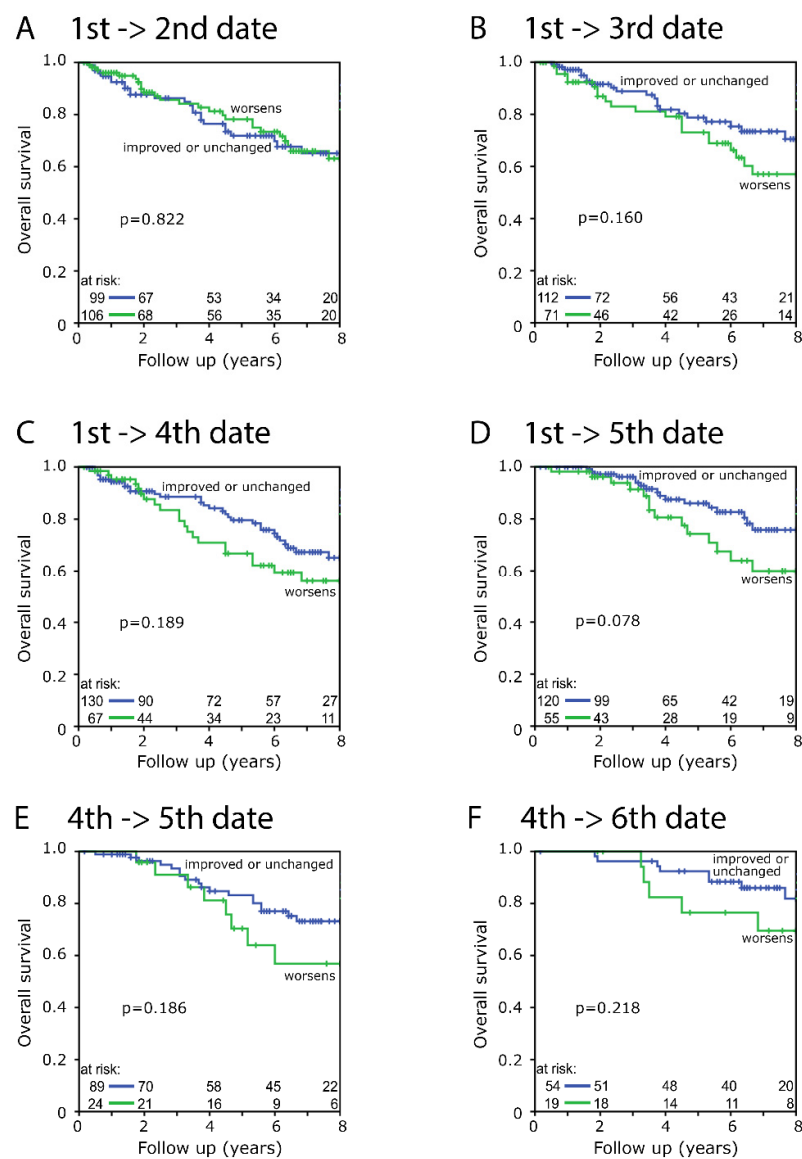 A 1st -> 2nd date
1.0
0.8
0.6
0.4
0.2
0
Overall survival
worsens
improved or unchanged
p=0.822
at risk:
99 67 53 34 20
106 68 56 35 20
0 2 4 6 8
Follow up (years)
B 1st -> 3rd date
1.0
0.8
0.6
0.4
0.2
0
Overall survival
improved or unchanged
worsens
p=0.160
at risk:
112 72 56 43 21
71 46 42 26 14
0 2 4 6 8
Follow up (years)
C 1st -> 4th date
1.0
0.8
0.6
0.4
0.2
0
Overall survival
improved or unchanged
worsens
p=0.189
at risk:
130 90 72 57 27
67 44 34 23 11
0 2 4 6 8
Follow up (years)
D 1st -> 5th date
1.0
0.8
0.6
0.4
0.2
0
Overall survival
improved or unchanged
worsens
p=0.078
at risk:
120 99 65 42 19
55 43 28 19 9
0 2 4 6 8
Follow up (years)
E 4th -> 5th date
1.0
0.8
0.6
0.4
0.2
0
Overall survival
improved or unchanged
worsens
p=0.186
at risk:
89 70 58 45 22
24 21 16 9 6
0 2 4 6 8
Follow up (years)
F 4th -> 6th date
1.0
0.8
0.6
0.4
0.2
0
Overall survival
improved or
unchanged
worsens
p=0.218
at risk:
54 51 48 40 20
19 18 14 11 8
0 2 4 6 8
Follow up (years)